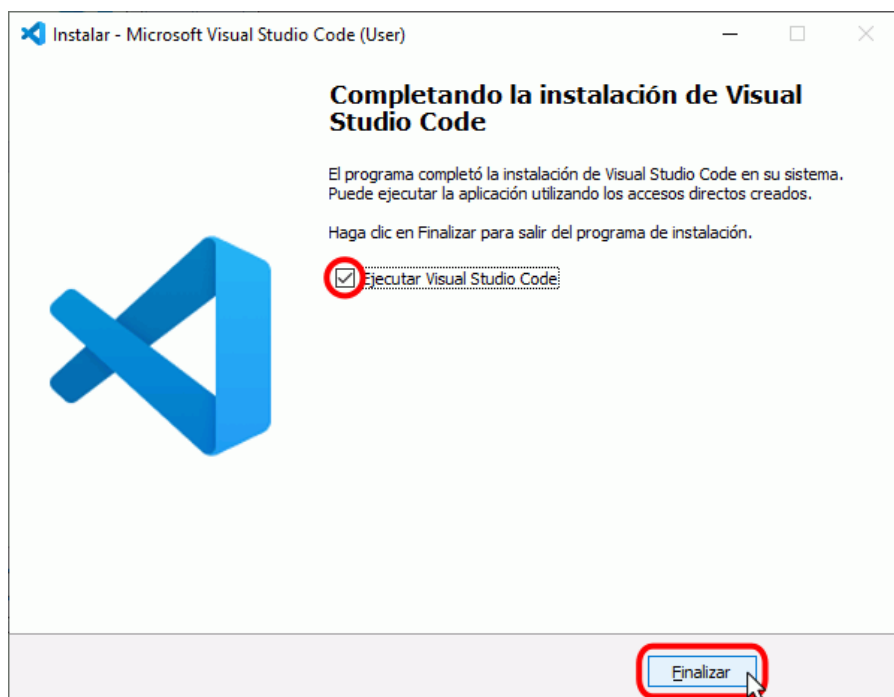 Instalar - Microsoft Visual Studio Code (User)
Completando la instalación de Visual
Studio Code
El programa completó la instalación de Visual Studio Code en su sistema.
Puede ejecutar la aplicación utilizando los accesos directos creados.
Haga clic en Finalizar para salir del programa de instalación.
Ejecutar Visual Studio Code
Finalizar